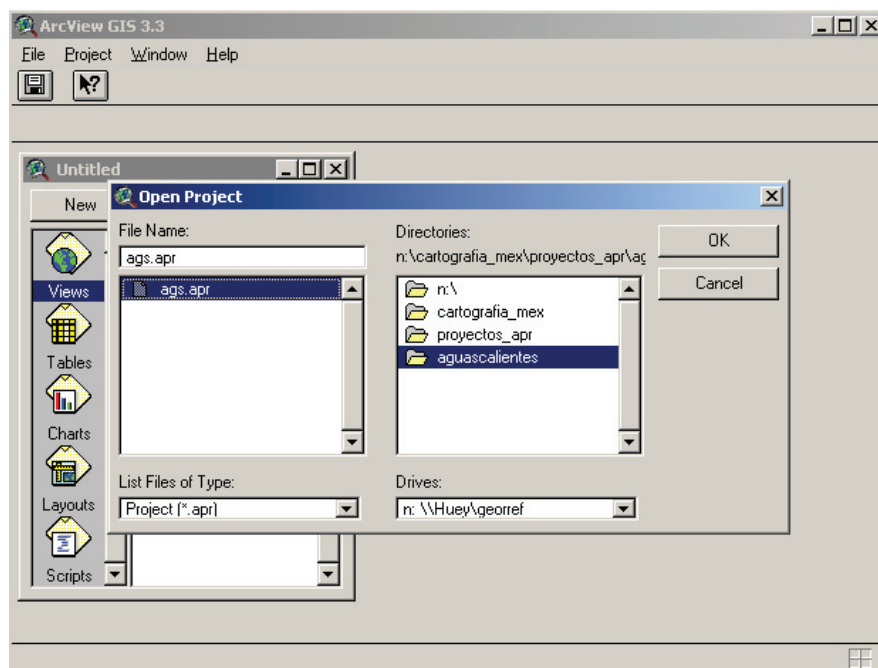 ArcView GIS 3.3
File Project Window Help
Untitled
New
Open Project
File Name:
ags.apr
ags.apr
Directories:
n:\cartografia_mex\proyectos_apr\ag
n:\
cartografia_mex
proyectos_apr
aguascalientes
OK
Cancel
Views
Tables
Charts
Layouts
Scripts
List Files of Type:
Project (*.apr)
Drives:
n: \\Huey\georref